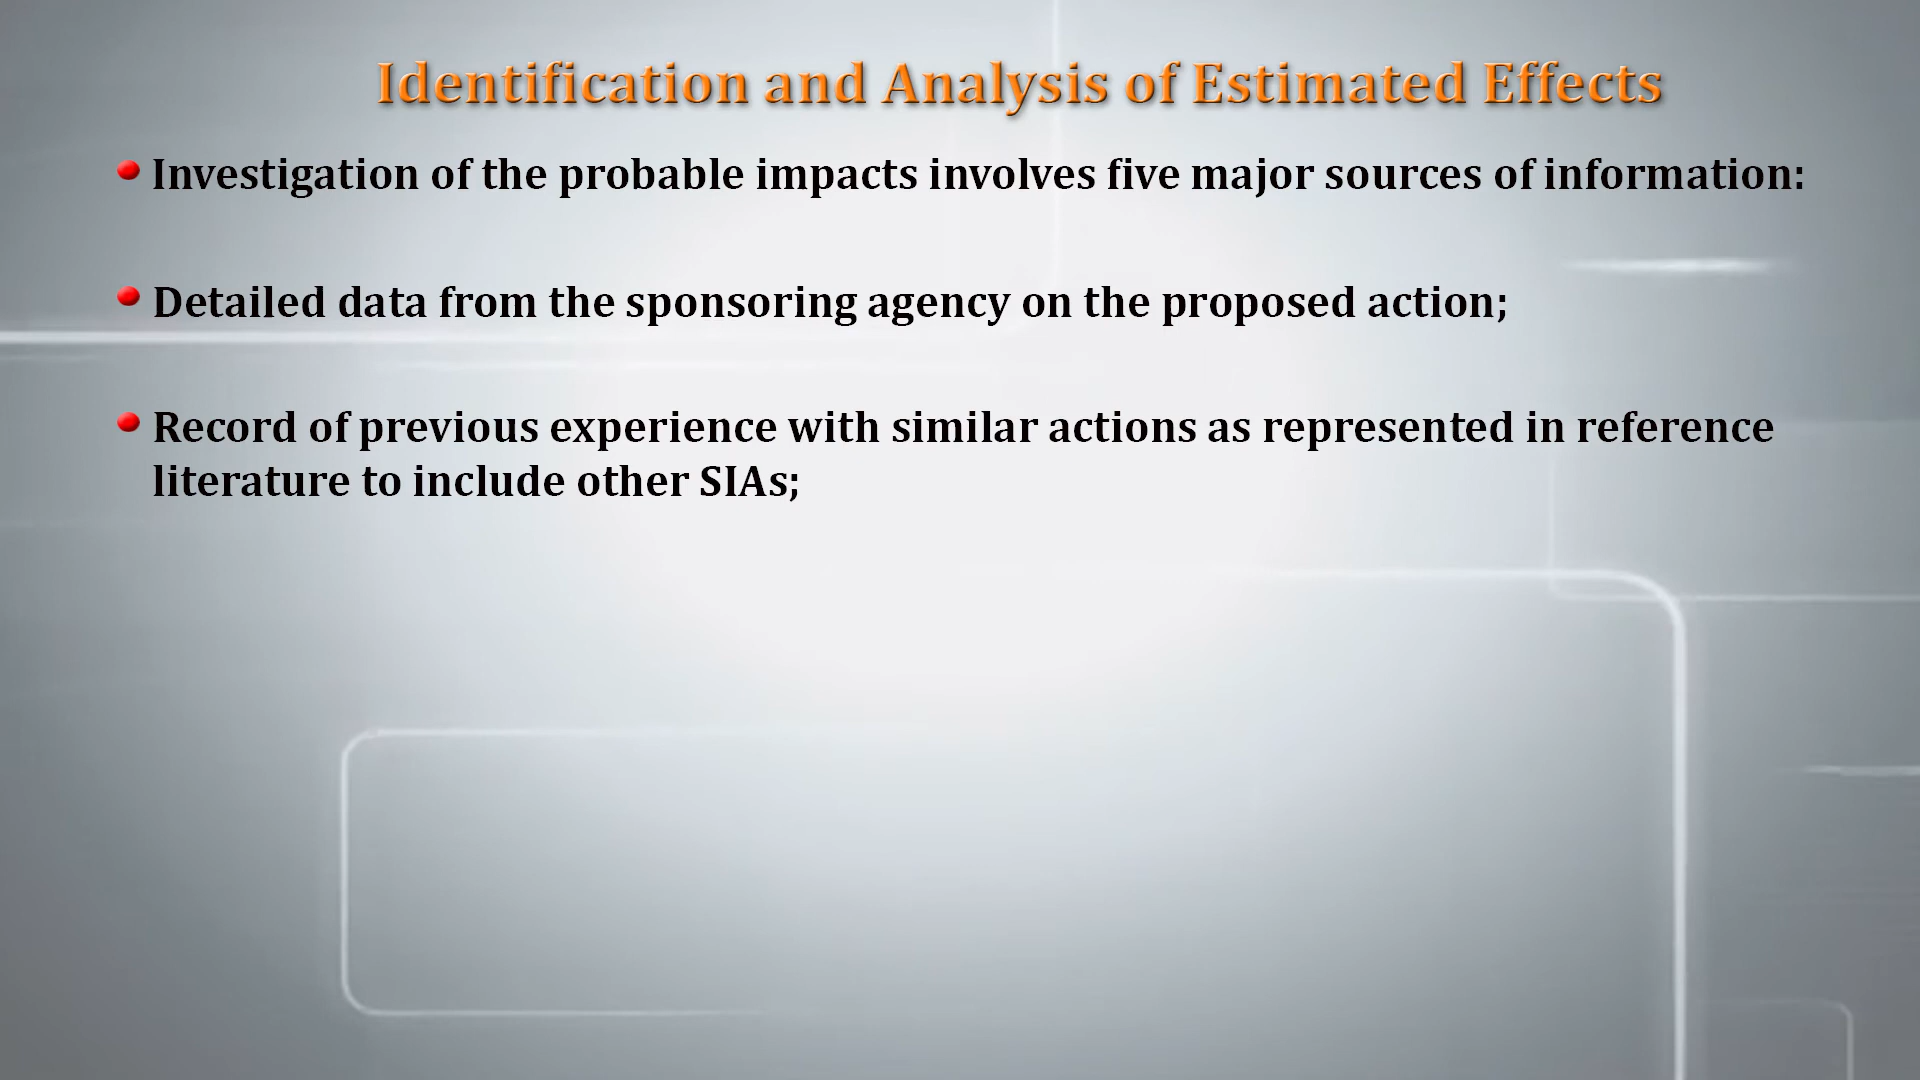 Identification and Analysis of Estimated Effects
Investigation of the probable impacts involves five major sources of information:
Detailed data from the sponsoring agency on the proposed action;
Record of previous experience with similar actions as represented in reference
literature to include other SIAs;